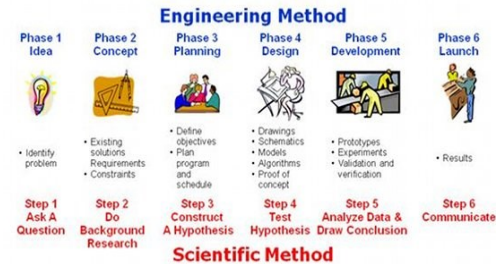 Engineering Method
Phase 1
Idea
Phase 2
Concept
Phase 3
Planning
Phase 4
Design
Phase 5
Development
Phase 6
Launch
• Identify
problem
• Existing
solutions
Requirements
• Constraints
• Define
objectives
• Plan
program
and
schedule
• Drawings
• Schematics
• Models
• Algorithms
• Proof of
concept
• Prototypes
• Experiments
• Validation and
verification
• Results
Step 1
Ask A
Question
Step 2
Do
Background
Research
Step 3
Construct
A Hypothesis
Step 4
Test
Hypothesis
Step 5
Analyze Data &
Draw Conclusion
Step 6
Communicate
Scientific Method